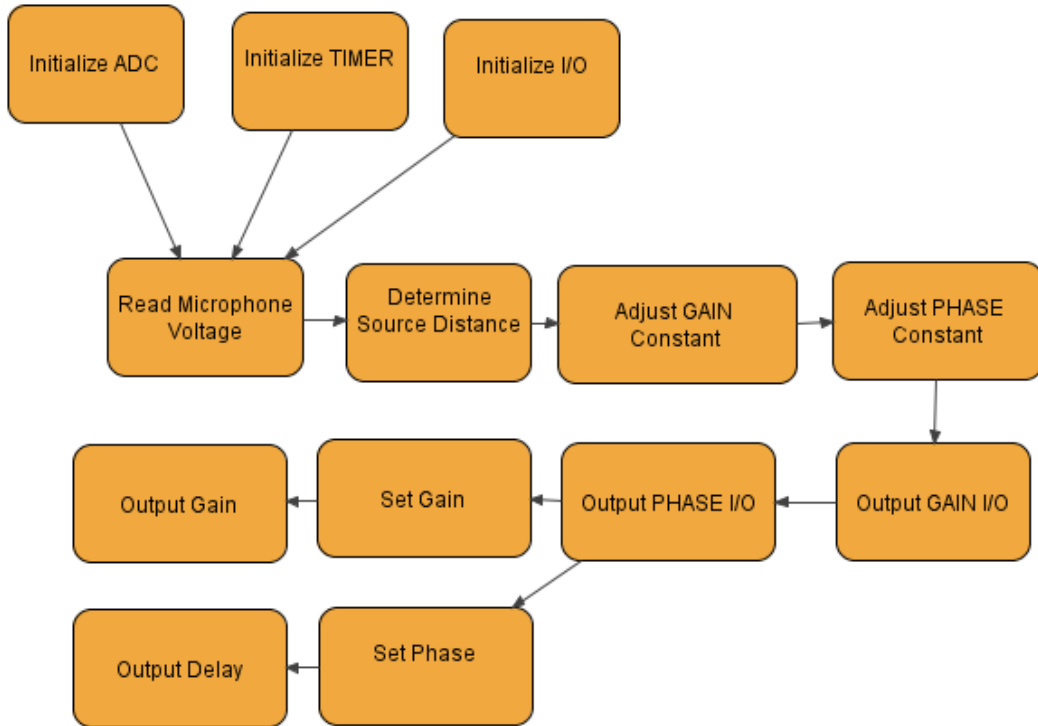 Initialize ADC
Initialize TIMER
Initialize I/O
Read Microphone
Voltage
Determine
Source Distance
Adjust GAIN
Constant
Adjust PHASE
Constant
Output Gain
Set Gain
Output PHASE I/O
Output GAIN I/O
Output Delay
Set Phase